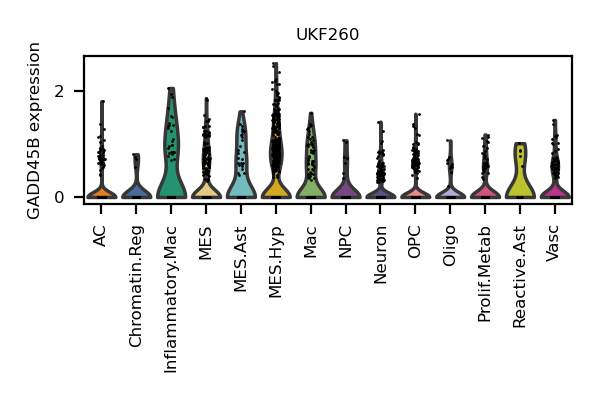 UKF260
GADD45B expression
2
0
AC
Chromatin.Reg
Inflammatory.Mac
MES
MES.Ast
MES.Hyp
Mac
NPC
Neuron
OPC
Oligo
Prolif.Metab
Reactive.Ast
Vasc